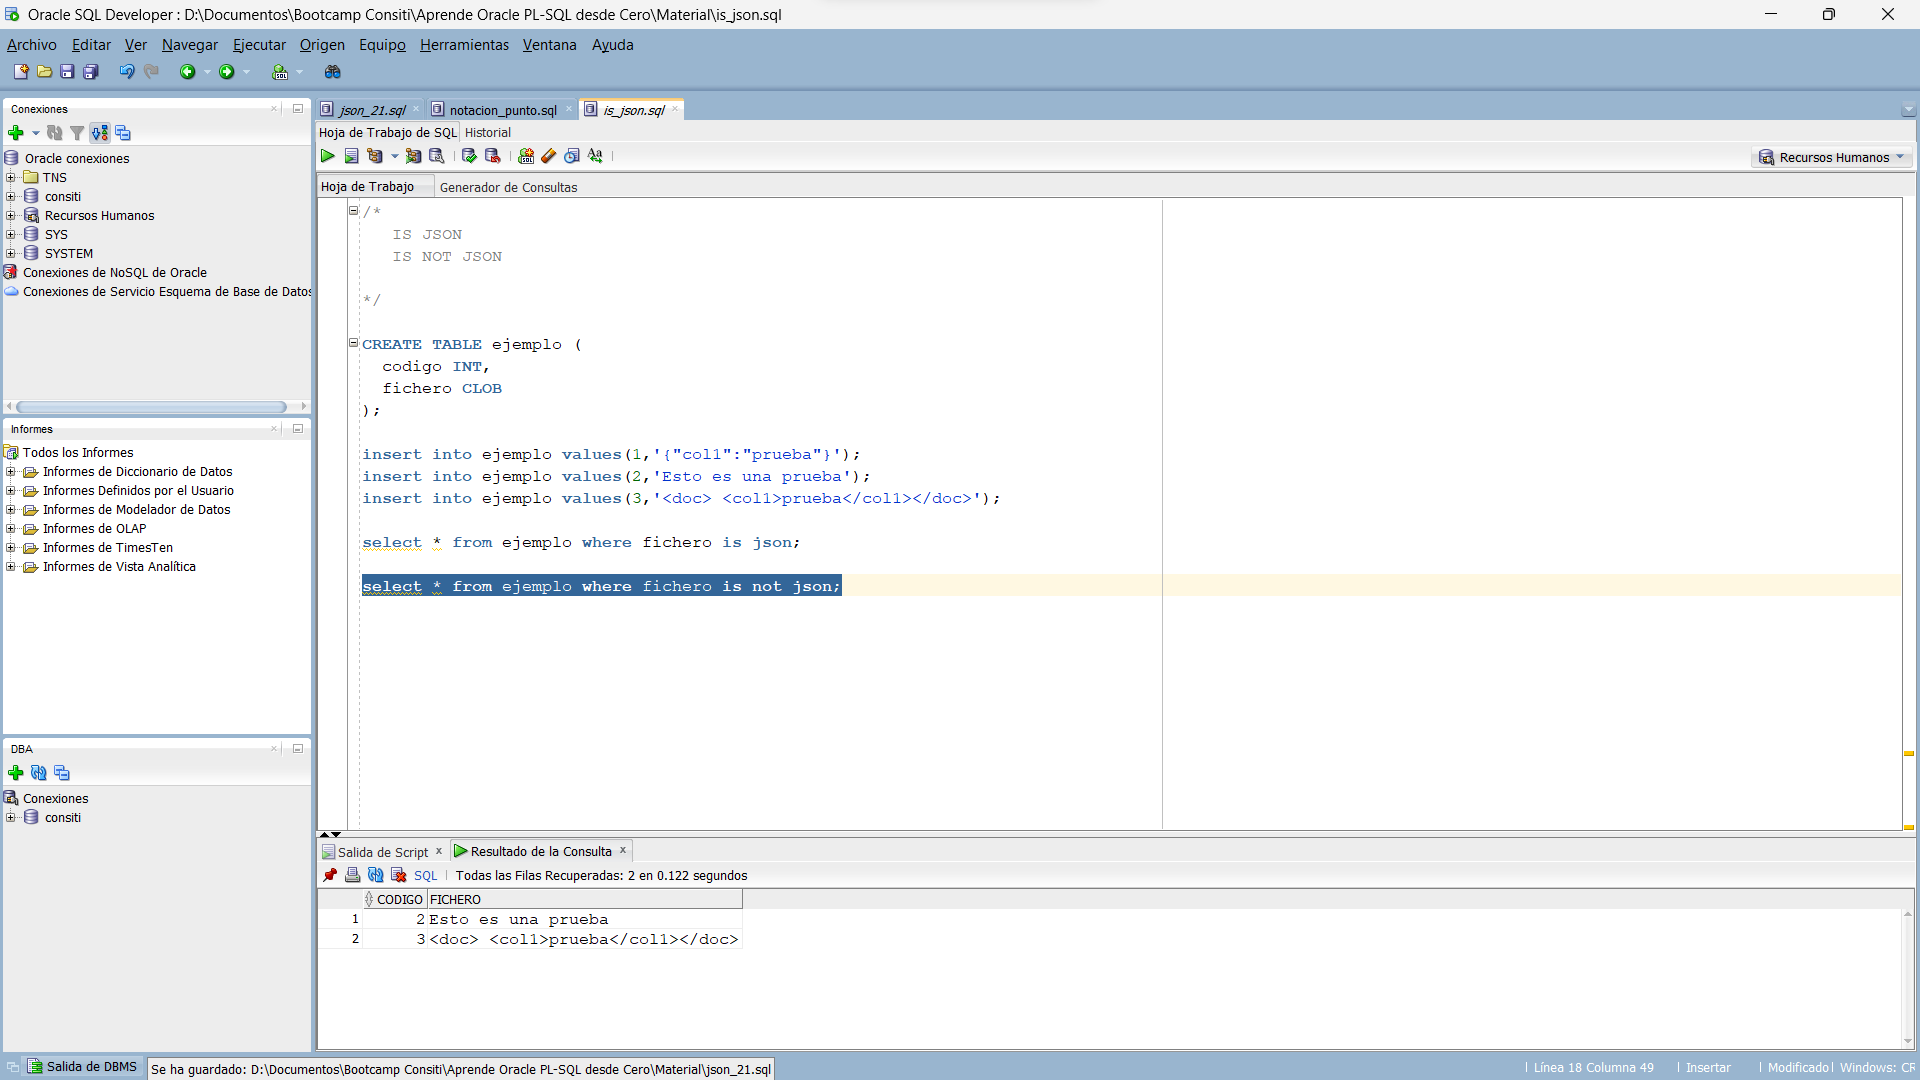 Oracle SQL Developer : D:\Documentos\Bootcamp Consiti\Aprende Oracle PL-SQL desde Cero\Material\is_json.sql
Archivo Editar Ver Navegar Ejecutar Origen Equipo Herramientas Ventana Ayuda
Conexiones
Oracle conexiones
TNS
consiti
Recursos Humanos
SYS
SYSTEM
Conexiones de NoSQL de Oracle
Conexiones de Servicio Esquema de Base de Datos
Informes
Todos los Informes
Informes de Diccionario de Datos
Informes Definidos por el Usuario
Informes de Modelador de Datos
Informes de OLAP
Informes de TimesTen
Informes de Vista Analítica
DBA
Conexiones
consiti
json_21.sql notacion_punto.sql is_json.sql
Hoja de Trabajo de SQL Historial
Recursos Humanos
Hoja de Trabajo Generador de Consultas
/*
IS JSON
IS NOT JSON
*/
CREATE TABLE ejemplo (
codigo INT,
fichero CLOB
);
insert into ejemplo values(1,'{"col1":"prueba"}');
insert into ejemplo values(2,'Esto es una prueba');
insert into ejemplo values(3,'<doc> <col1>prueba</col1></doc>');
select * from ejemplo where fichero is json;
select * from ejemplo where fichero is not json;
Salida de Script Resultado de la Consulta
SQL Todas las Filas Recuperadas: 2 en 0.122 segundos
CODIGO FICHERO
1 2 Esto es una prueba
2 3 <doc> <col1>prueba</col1></doc>
Salida de DBMS Se ha guardado: D:\Documentos\Bootcamp Consiti\Aprende Oracle PL-SQL desde Cero\Material\json_21.sql
Línea 18 Columna 49 Insertar Modificado Windows: CR